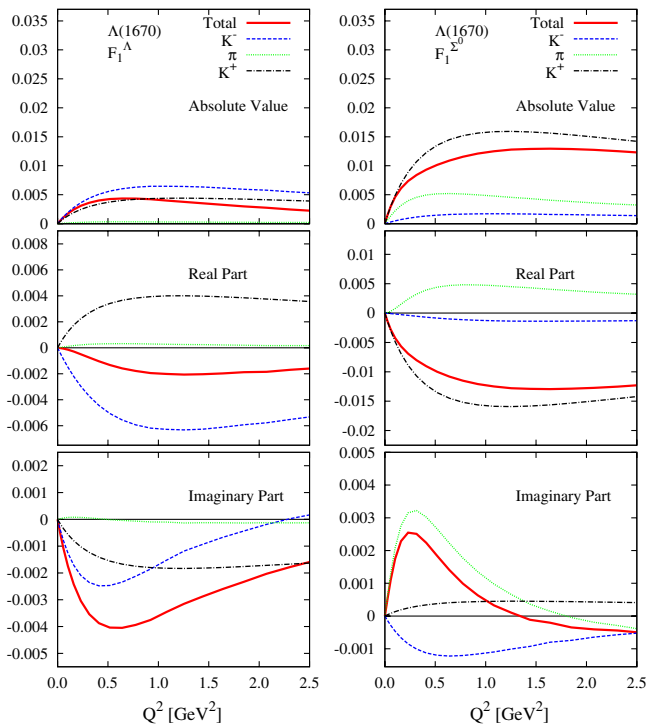 Λ(1670)
F₁^Λ
Total
K⁻
π
K⁺
Absolute Value
0.035
0.03
0.025
0.02
0.015
0.01
0.005
0
Λ(1670)
F₁^Σ⁰
Total
K⁻
π
K⁺
Absolute Value
0.035
0.03
0.025
0.02
0.015
0.01
0.005
0
Real Part
0.008
0.006
0.004
0.002
0
-0.002
-0.004
-0.006
Real Part
0.01
0.005
0
-0.005
-0.01
-0.015
-0.02
Imaginary Part
0.002
0.001
0
-0.001
-0.002
-0.003
-0.004
-0.005
0.0 0.5 1.0 1.5 2.0 2.5
Q² [GeV²]
Imaginary Part
0.005
0.004
0.003
0.002
0.001
0
-0.001
0.0 0.5 1.0 1.5 2.0 2.5
Q² [GeV²]